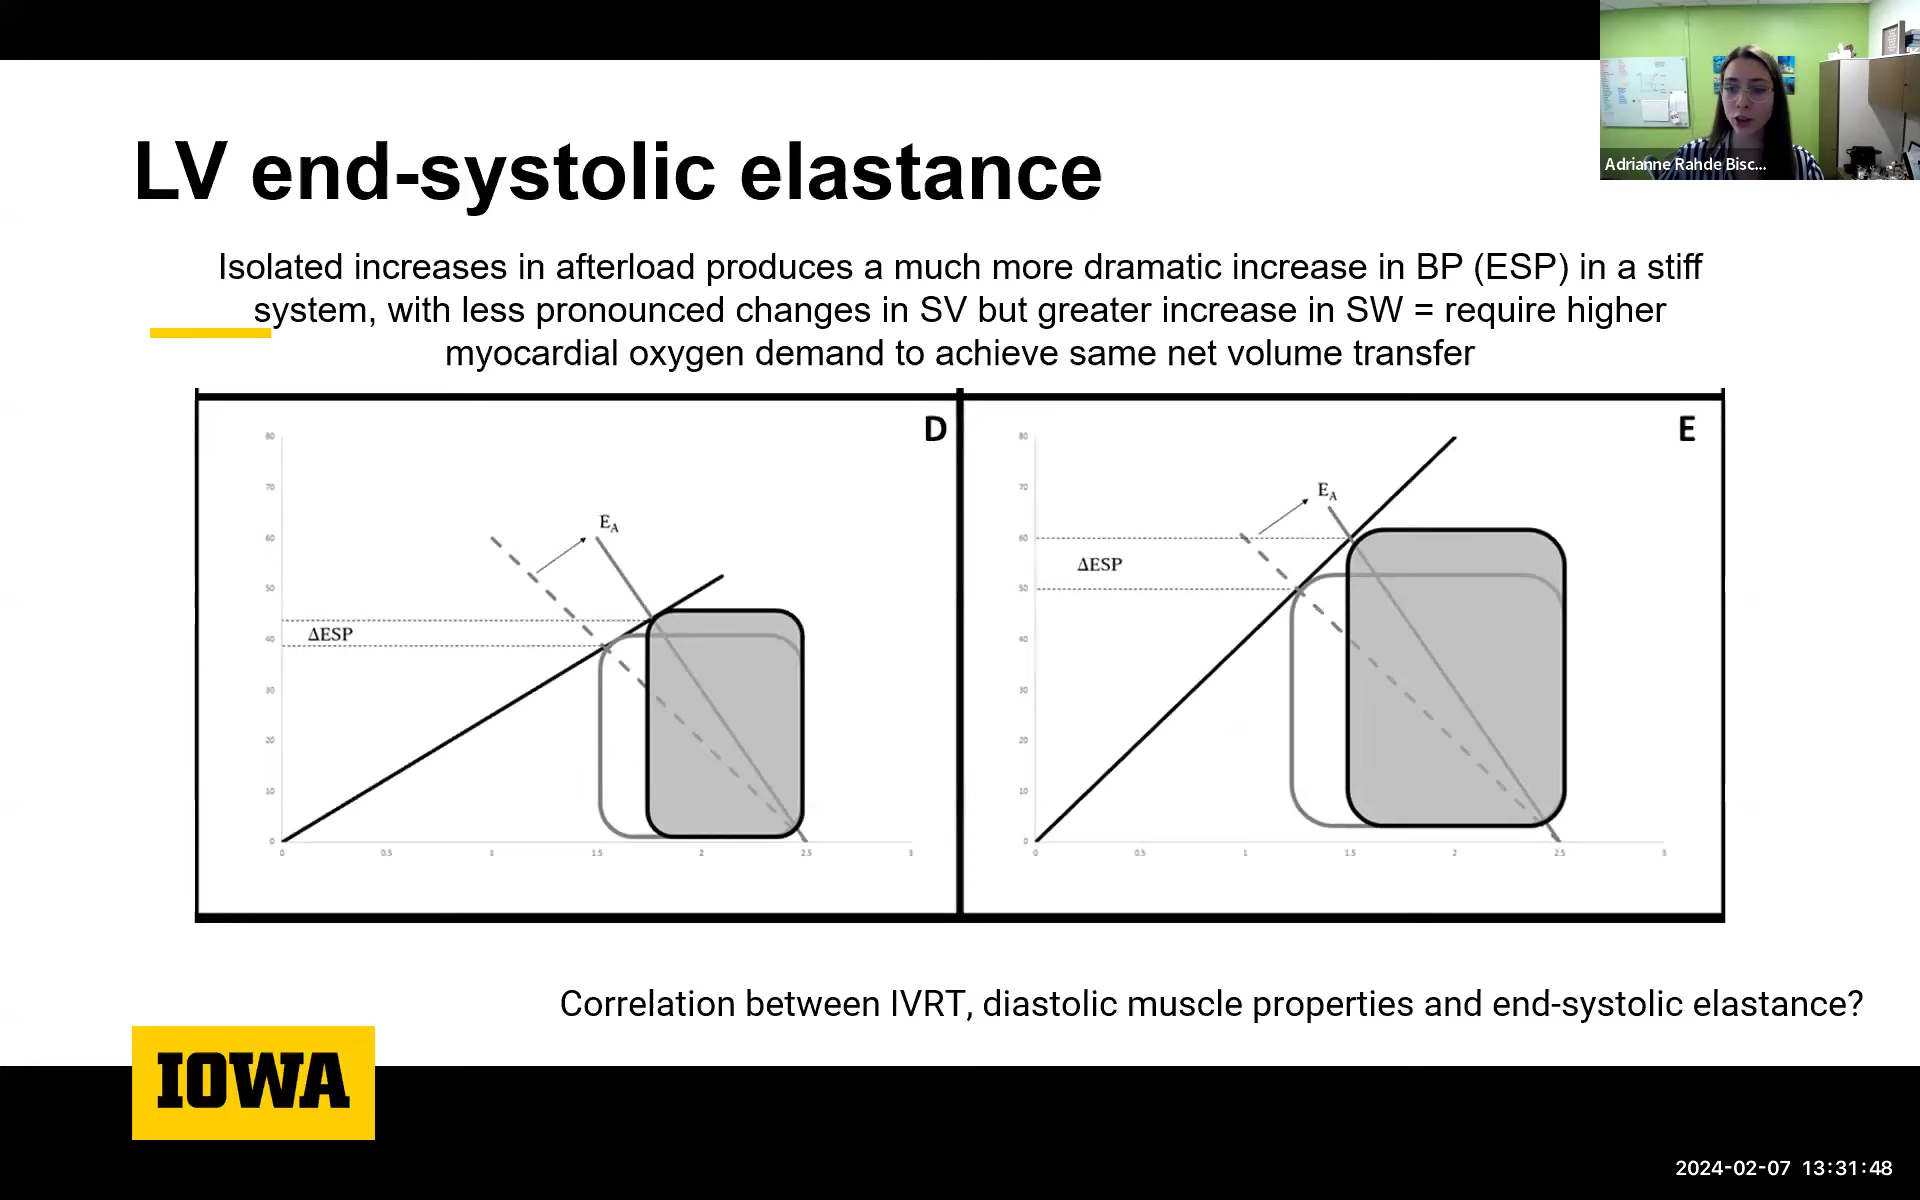 Adrianne Rahde Bisc...
LV end-systolic elastance
Isolated increases in afterload produces a much more dramatic increase in BP (ESP) in a stiff
system, with less pronounced changes in SV but greater increase in SW = require higher
myocardial oxygen demand to achieve same net volume transfer
D
80
70
60
50
40
30
20
10
0
0 0.5 1 1.5 2 2.5 3
EA
ΔESP
E
80
70
60
50
40
30
20
10
0
0 0.5 1 1.5 2 2.5 3
EA
ΔESP
Correlation between IVRT, diastolic muscle properties and end-systolic elastance?
IOWA
2024-02-07 13:31:48